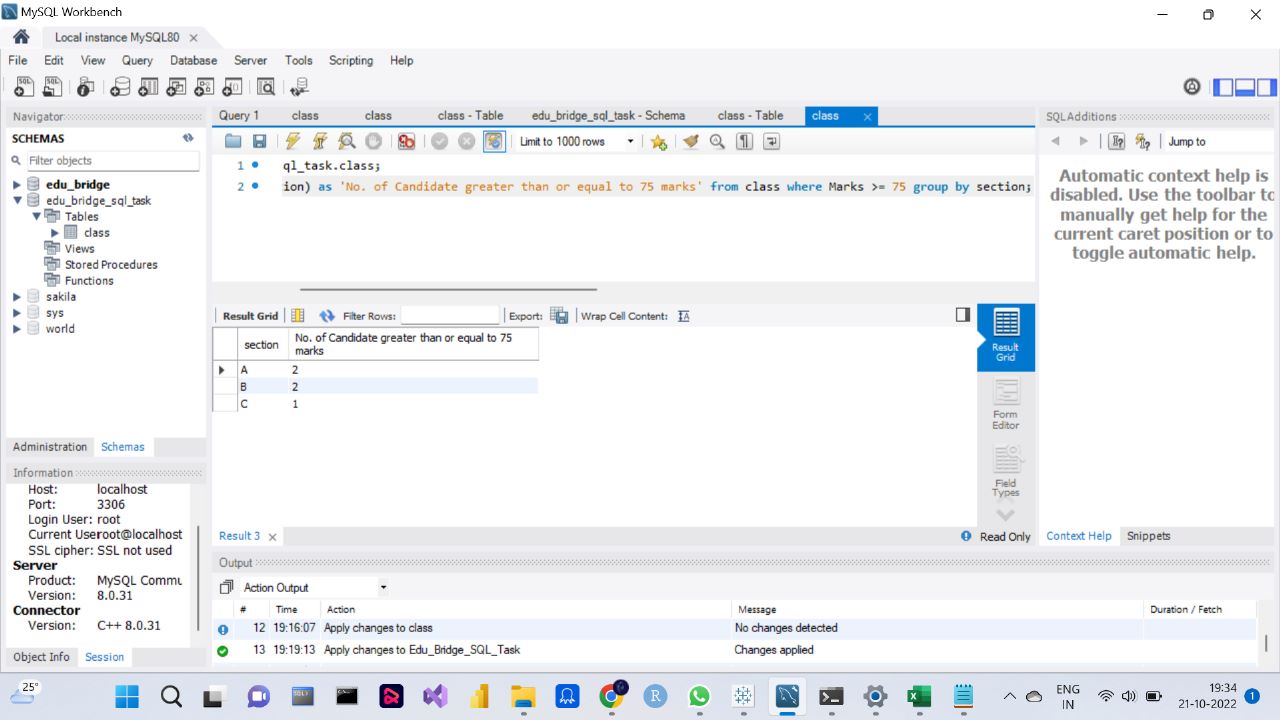 MySQL Workbench
Local instance MySQL80
File Edit View Query Database Server Tools Scripting Help
Navigator
SCHEMAS
Filter objects
edu_bridge
edu_bridge_sql_task
Tables
class
Views
Stored Procedures
Functions
sakila
sys
world
Administration Schemas
Information
Host: localhost
Port: 3306
Login User: root
Current User root@localhost
SSL cipher: SSL not used
Server
Product: MySQL Commu
Version: 8.0.31
Connector
Version: C++ 8.0.31
Object Info Session
Query 1 class class class - Table edu_bridge_sql_task - Schema class - Table class
Limit to 1000 rows
1 ql_task.class;
2 ion) as 'No. of Candidate greater than or equal to 75 marks' from class where Marks >= 75 group by section;
Result Grid Filter Rows: Export: Wrap Cell Content:
section No. of Candidate greater than or equal to 75
marks
A 2
B 2
C 1
Result
Grid
Form
Editor
Field
Types
Result 3 Read Only
SQLAdditions
Jump to
Automatic context help is
disabled. Use the toolbar to
manually get help for the
current caret position or to
toggle automatic help.
Context Help Snippets
Output
Action Output
# Time Action Message Duration / Fetch
12 19:16:07 Apply changes to class No changes detected
13 19:19:13 Apply changes to Edu_Bridge_SQL_Task Changes applied
25°
ENG
IN
19:34
21-10-2022
1